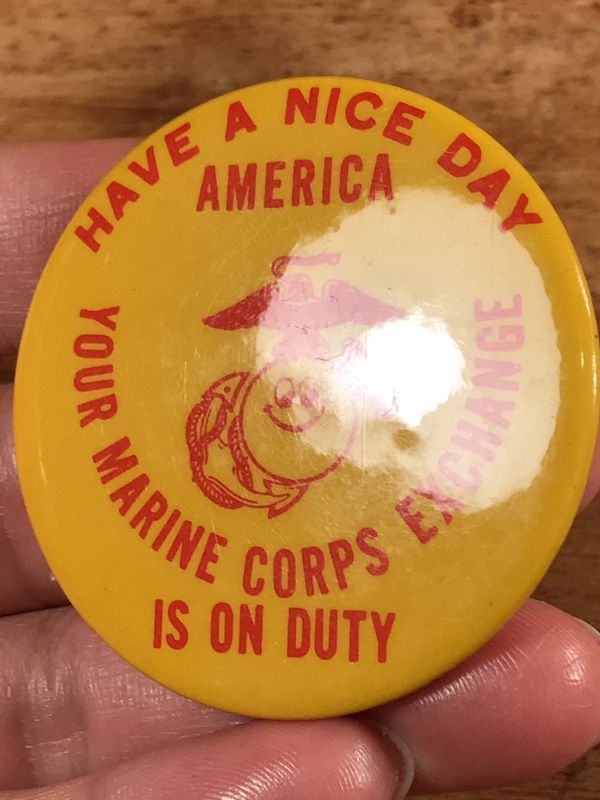 HAVE A NICE DAY
AMERICA
YOUR MARINE CORPS EXCHANGE
IS ON DUTY